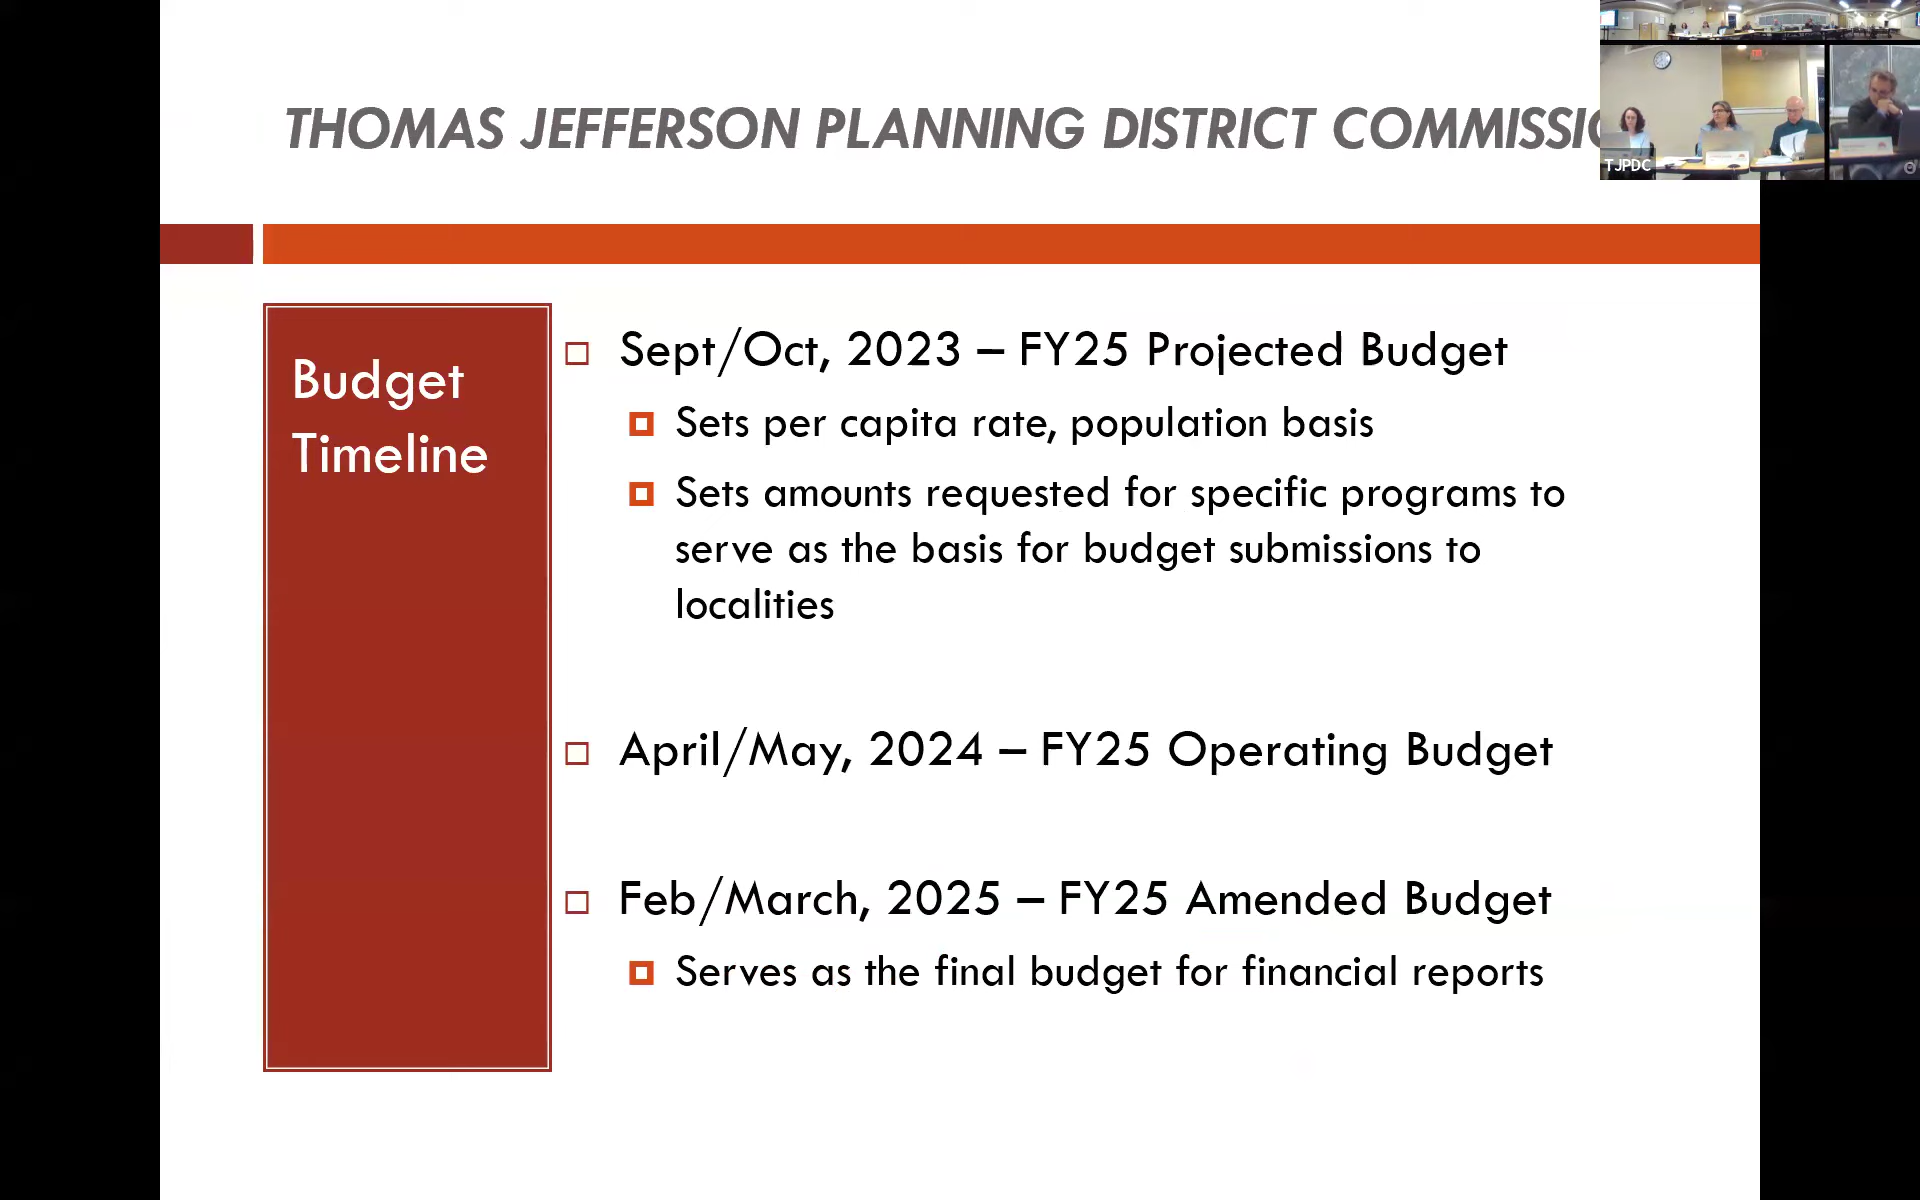 THOMAS JEFFERSON PLANNING DISTRICT COMMISSIO
TJPDC
Budget
Timeline
Sept/Oct, 2023 – FY25 Projected Budget
Sets per capita rate, population basis
Sets amounts requested for specific programs to
serve as the basis for budget submissions to
localities
April/May, 2024 – FY25 Operating Budget
Feb/March, 2025 – FY25 Amended Budget
Serves as the final budget for financial reports